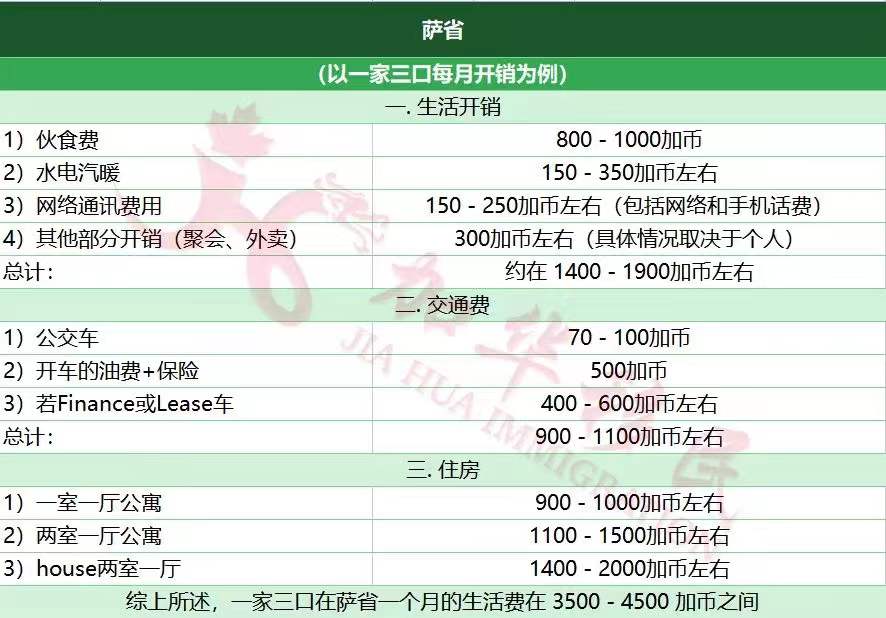 萨省
（以一家三口每月开销为例）
一. 生活开销
1）伙食费 800 - 1000加币
2）水电汽暖 150 - 350加币左右
3）网络通讯费用 150 - 250加币左右（包括网络和手机话费）
4）其他部分开销（聚会、外卖） 300加币左右（具体情况取决于个人）
总计： 约在 1400 - 1900加币左右
二. 交通费
1）公交车 70 - 100加币
2）开车的油费+保险 500加币
3）若Finance或Lease车 400 - 600加币左右
总计： 900 - 1100加币左右
三. 住房
1）一室一厅公寓 900 - 1000加币左右
2）两室一厅公寓 1100 - 1500加币左右
3）house两室一厅 1400 - 2000加币左右
综上所述，一家三口在萨省一个月的生活费在 3500 - 4500 加币之间
加华移民
JIA HUA IMMIGRATION